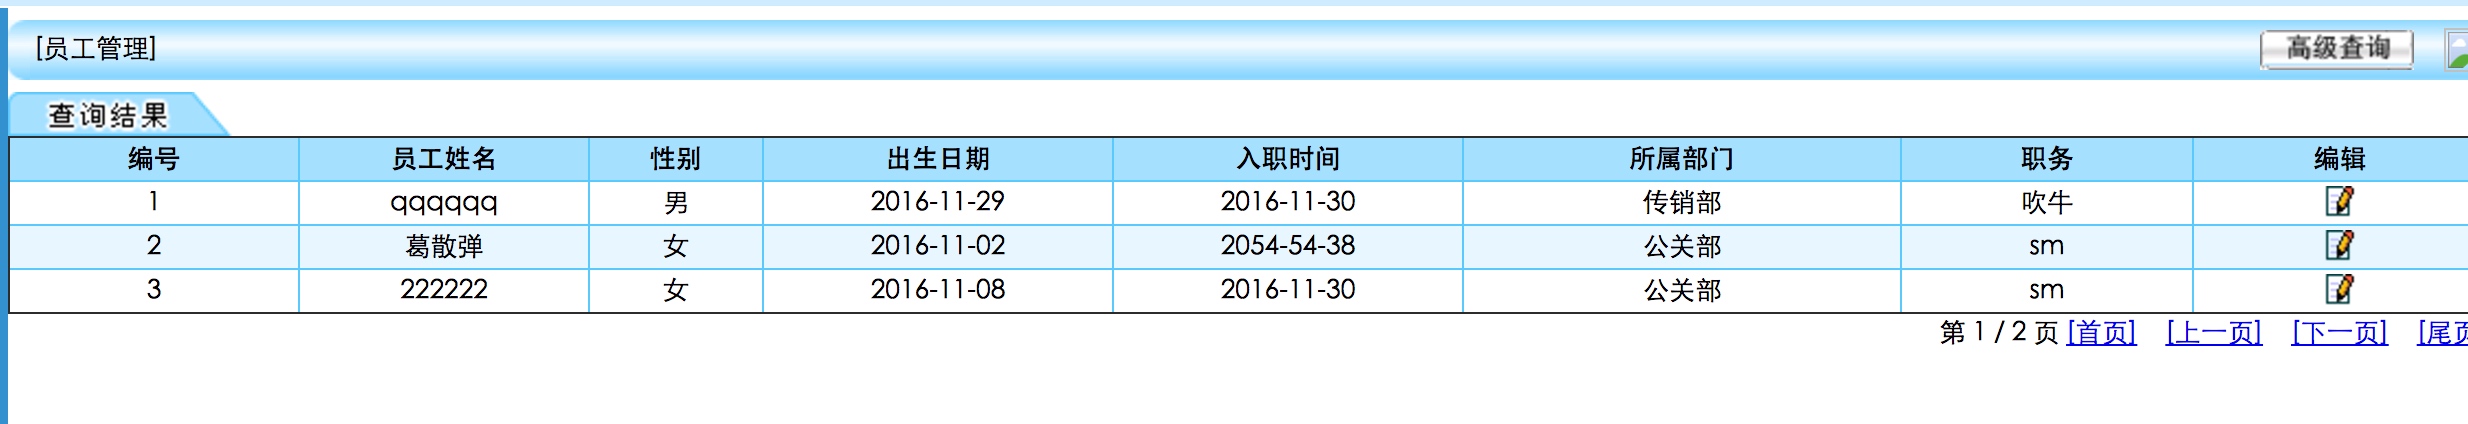 [员工管理] 高级查询
查询结果
编号 员工姓名 性别 出生日期 入职时间 所属部门 职务 编辑
1 qqqqqq 男 2016-11-29 2016-11-30 传销部 吹牛
2 葛散弹 女 2016-11-02 2054-54-38 公关部 sm
3 222222 女 2016-11-08 2016-11-30 公关部 sm
第 1 / 2 页 [首页] [上一页] [下一页] [尾页